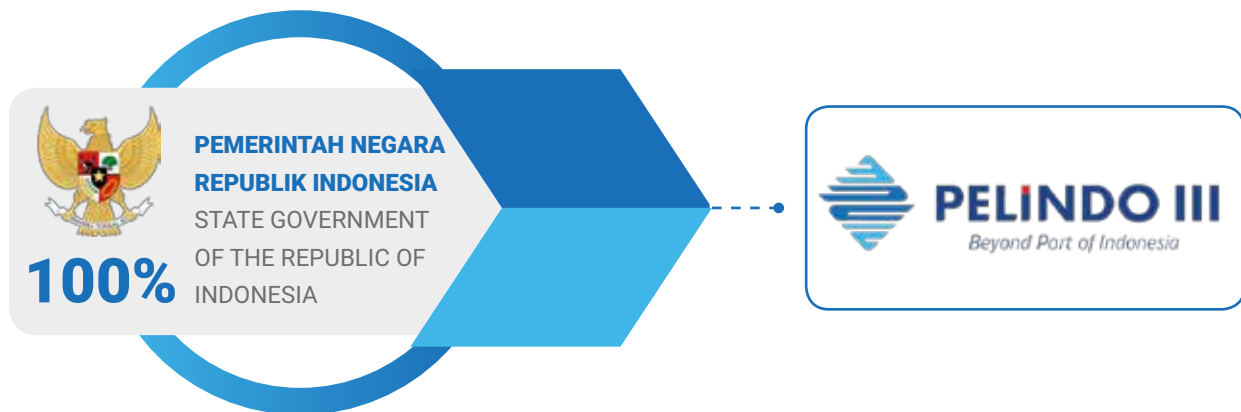 PEMERINTAH NEGARA
REPUBLIK INDONESIA
STATE GOVERNMENT
OF THE REPUBLIC OF
INDONESIA
100%
PELINDO III
Beyond Port of Indonesia